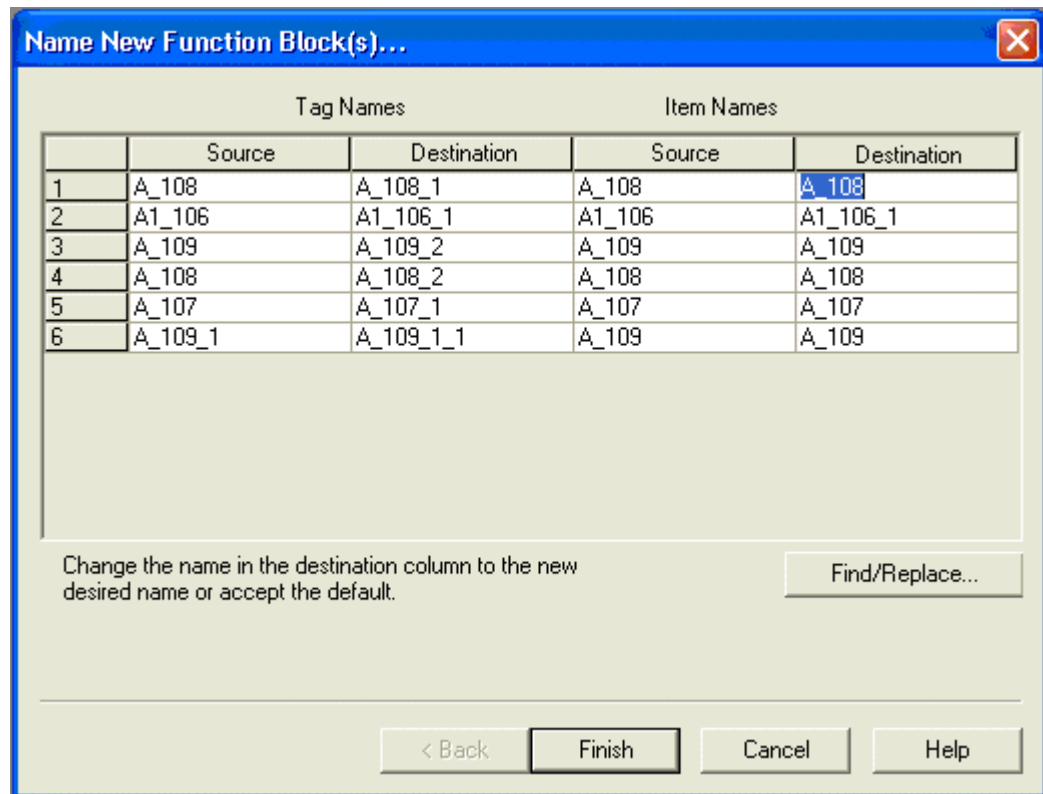 Name New Function Block(s)...
Tag Names Item Names
Source Destination Source Destination
1 A_108 A_108_1 A_108 A_108
2 A1_106 A1_106_1 A1_106 A1_106_1
3 A_109 A_109_2 A_109 A_109
4 A_108 A_108_2 A_108 A_108
5 A_107 A_107_1 A_107 A_107
6 A_109_1 A_109_1_1 A_109 A_109
Change the name in the destination column to the new
desired name or accept the default.
Find/Replace...
< Back Finish Cancel Help